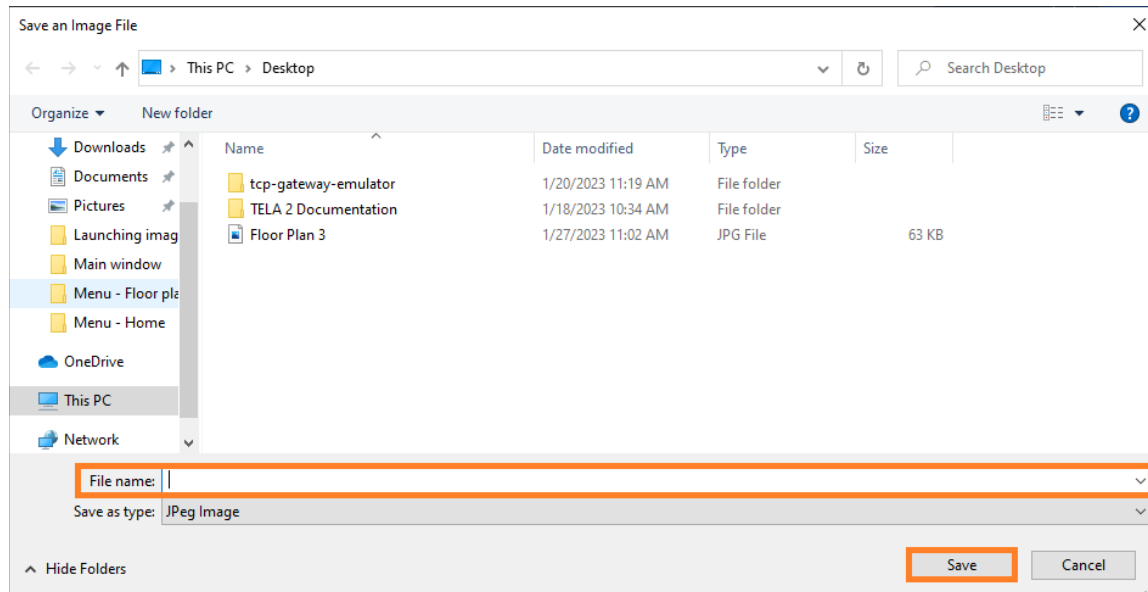 Save an Image File
This PC > Desktop
Search Desktop
Organize
New folder
Downloads
Documents
Pictures
Launching imag
Main window
Menu - Floor pla
Menu - Home
OneDrive
This PC
Network
Name Date modified Type Size
tcp-gateway-emulator 1/20/2023 11:19 AM File folder
TELA 2 Documentation 1/18/2023 10:34 AM File folder
Floor Plan 3 1/27/2023 11:02 AM JPG File 63 KB
File name:
Save as type: JPeg Image
Hide Folders
Save
Cancel